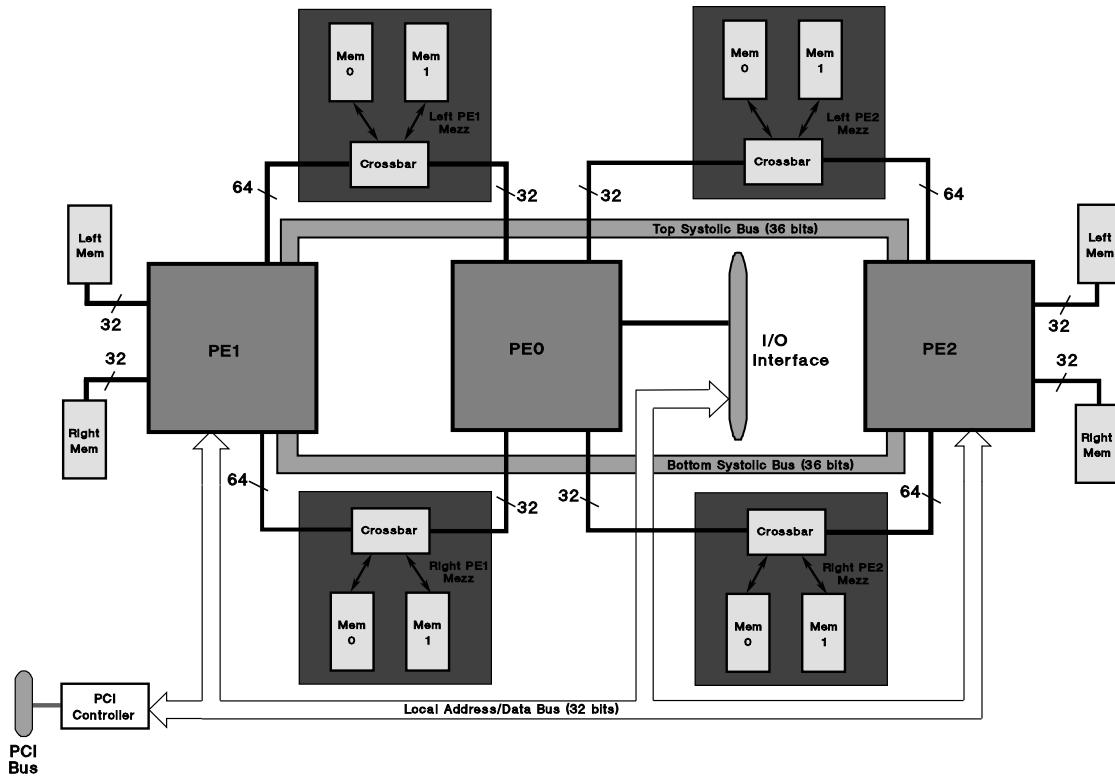 Mem
0
Mem
1
Left PE1
Mezz
Crossbar
Mem
0
Mem
1
Left PE2
Mezz
Crossbar
64
32
32
64
Left
Mem
32
Top Systolic Bus (36 bits)
Left
Mem
32
PE1
PE0
I/O
Interface
PE2
32
Right
Mem
32
Right
Mem
Bottom Systolic Bus (36 bits)
64
32
32
64
Crossbar
Right PE1
Mezz
Mem
0
Mem
1
Crossbar
Right PE2
Mezz
Mem
0
Mem
1
PCI
Controller
Local Address/Data Bus (32 bits)
PCI
Bus